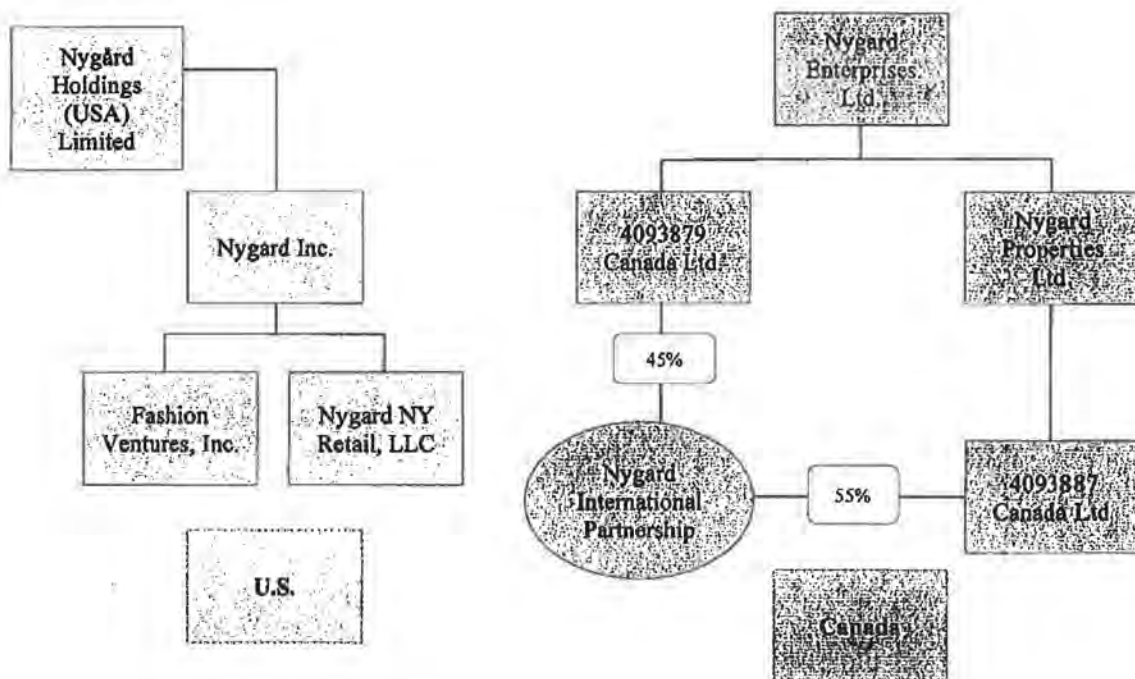 Nygård
Holdings
(USA)
Limited
Nygard Inc.
Fashion
Ventures, Inc.
Nygard NY
Retail, LLC
U.S.
Nygard
Enterprises
Ltd.
4093879
Canada Ltd.
Nygard
Properties
Ltd.
45%
Nygard
International
Partnership
55%
4093887
Canada Ltd
Canada